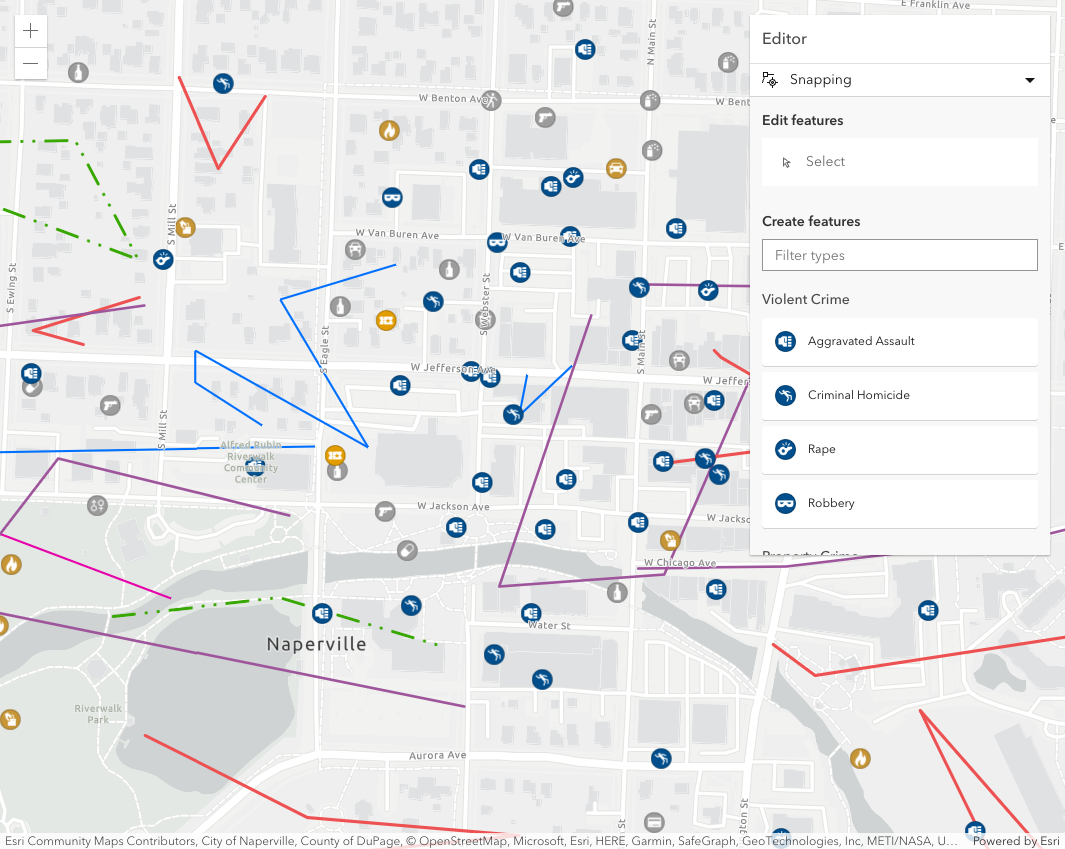 E Franklin Ave
N Main St
Editor
Snapping
W Benton Ave
W Bent
Edit features
Select
S Mill St
Create features
W Van Buren Ave
W Van Buren Ave
Filter types
S Ewing St
S Webster St
Violent Crime
S Eagle St
S Main St
Aggravated Assault
W Jefferson Ave
W Jeffer
Criminal Homicide
S Mill St
Alfred Rubin
Riverwalk
Community
Center
Rape
W Jackson Ave
W Jackso
Robbery
Property Crime
W Chicago Ave
Water St
Naperville
Riverwalk
Park
Aurora Ave
ngton St
St
Esri Community Maps Contributors, City of Naperville, County of DuPage, © OpenStreetMap, Microsoft, Esri, HERE, Garmin, SafeGraph, GeoTechnologies, Inc, METI/NASA, U...
Powered by Esri